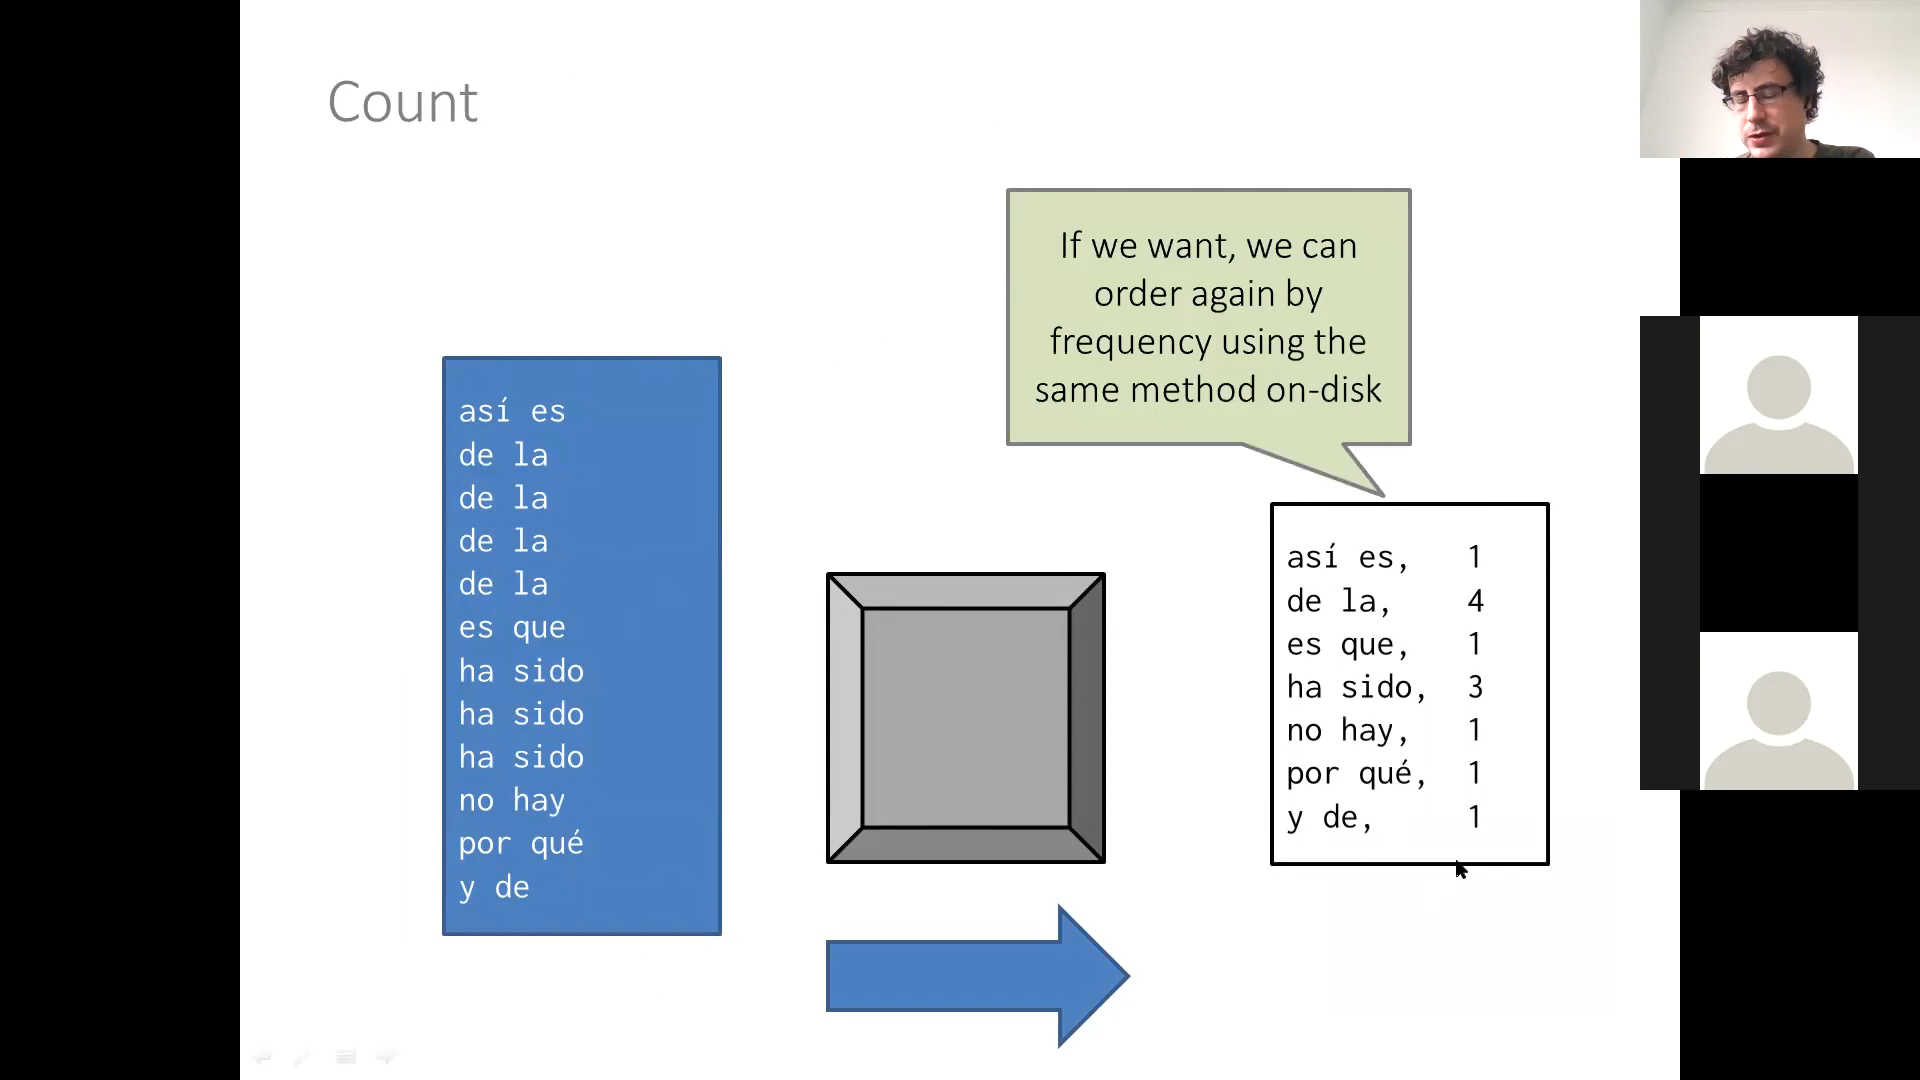 Count
If we want, we can
order again by
frequency using the
same method on-disk
así es
de la
de la
de la
de la
es que
ha sido
ha sido
ha sido
no hay
por qué
y de
así es, 1
de la, 4
es que, 1
ha sido, 3
no hay, 1
por qué, 1
y de, 1